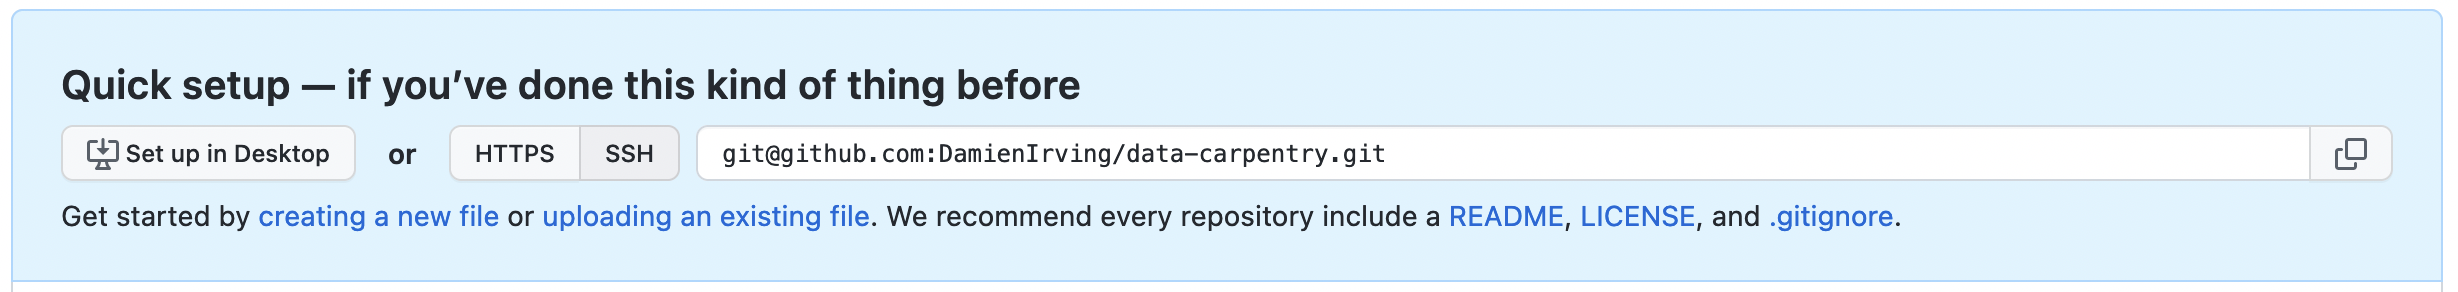 Quick setup — if you’ve done this kind of thing before
Set up in Desktop or HTTPS SSH git@github.com:DamienIrving/data-carpentry.git
Get started by creating a new file or uploading an existing file. We recommend every repository include a README, LICENSE, and .gitignore.